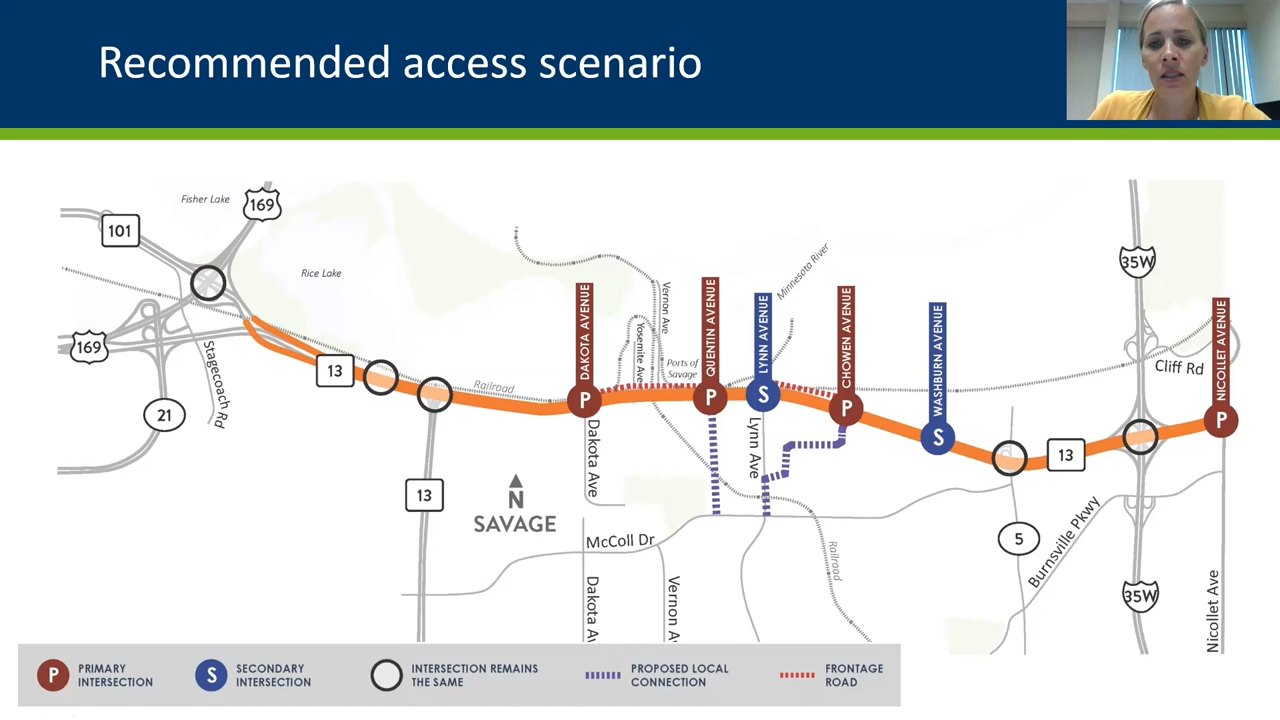 Recommended access scenario
Fisher Lake
169
101
Rice Lake
169
21
Stagecoach Rd
13
Railroad
13
N
SAVAGE
DAKOTA AVENUE
P
Dakota Ave
Yosemite Ave
Vernon Ave
Ports of
Savage
QUENTIN AVENUE
P
LYNN AVENUE
S
Lynn Ave
Minnesota River
CHOWEN AVENUE
P
WASHBURN AVENUE
S
35W
Cliff Rd
NICOLLET AVENUE
P
13
5
Burnsville Pkwy
35W
Nicollet Ave
McColl Dr
Railroad
Dakota Av
Vernon A
P
PRIMARY
INTERSECTION
S
SECONDARY
INTERSECTION
INTERSECTION REMAINS
THE SAME
PROPOSED LOCAL
CONNECTION
FRONTAGE
ROAD